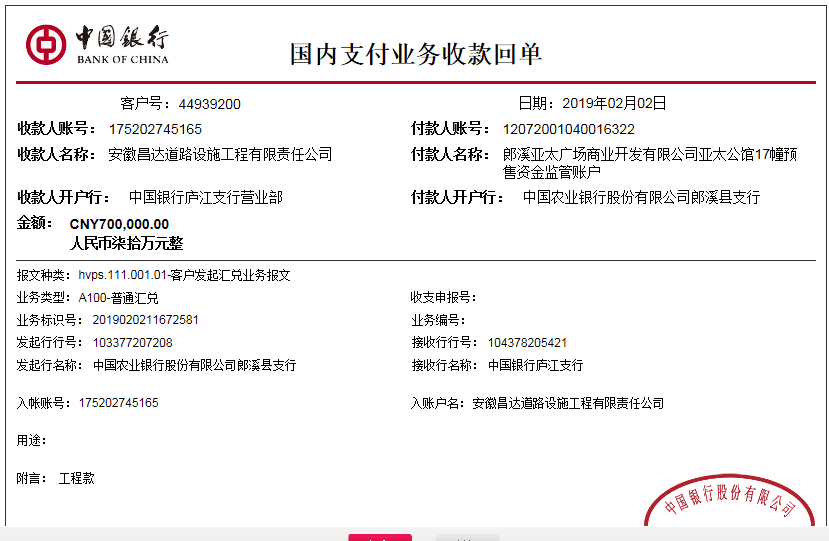 中国银行
BANK OF CHINA
国内支付业务收款回单
客户号：44939200 日期：2019年02月02日
收款人账号：175202745165 付款人账号：12072001040016322
收款人名称：安徽昌达道路设施工程有限责任公司 付款人名称：郎溪亚太广场商业开发有限公司亚太公馆17幢预
售资金监管账户
收款人开户行：中国银行庐江支行营业部 付款人开户行：中国农业银行股份有限公司郎溪县支行
金额：CNY700,000.00
人民币柒拾万元整
报文种类：hvps.111.001.01-客户发起汇兑业务报文
业务类型：A100-普通汇兑 收支申报号：
业务标识号：2019020211672581 业务编号：
发起行行号：103377207208 接收行行号：104378205421
发起行名称：中国农业银行股份有限公司郎溪县支行 接收行名称：中国银行庐江支行
入帐账号：175202745165 入账户名：安徽昌达道路设施工程有限责任公司
用途：
附言：工程款
中国银行股份有限公司